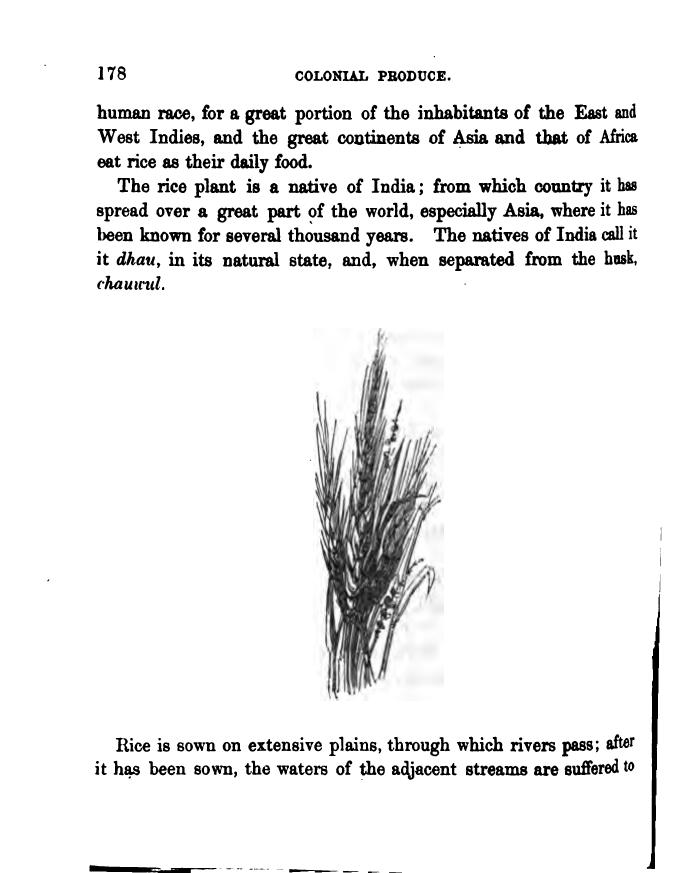 178 COLONIAL PRODUCE.
human race, for a great portion of the inhabitants of the East and
West Indies, and the great continents of Asia and that of Africa
eat rice as their daily food.
The rice plant is a native of India; from which country it has
spread over a great part of the world, especially Asia, where it has
been known for several thousand years. The natives of India call it
it dhau, in its natural state, and, when separated from the husk,
chauwul.
Rice is sown on extensive plains, through which rivers pass; after
it has been sown, the waters of the adjacent streams are suffered to